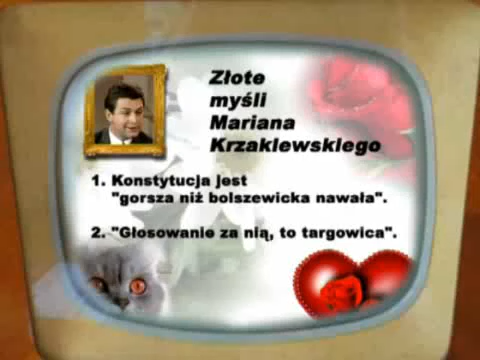 Złote
myśli
Mariana
Krzaklewskiego
1. Konstytucja jest
"gorsza niż bolszewicka nawała".
2. "Głosowanie za nią, to targowica".